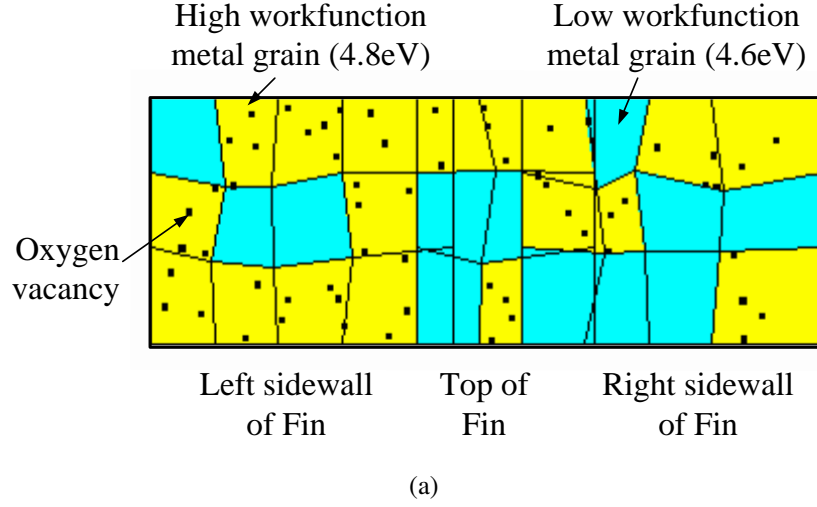 High workfunction
metal grain (4.8eV)
Low workfunction
metal grain (4.6eV)
Oxygen
vacancy
Left sidewall
of Fin
Top of
Fin
Right sidewall
of Fin
(a)